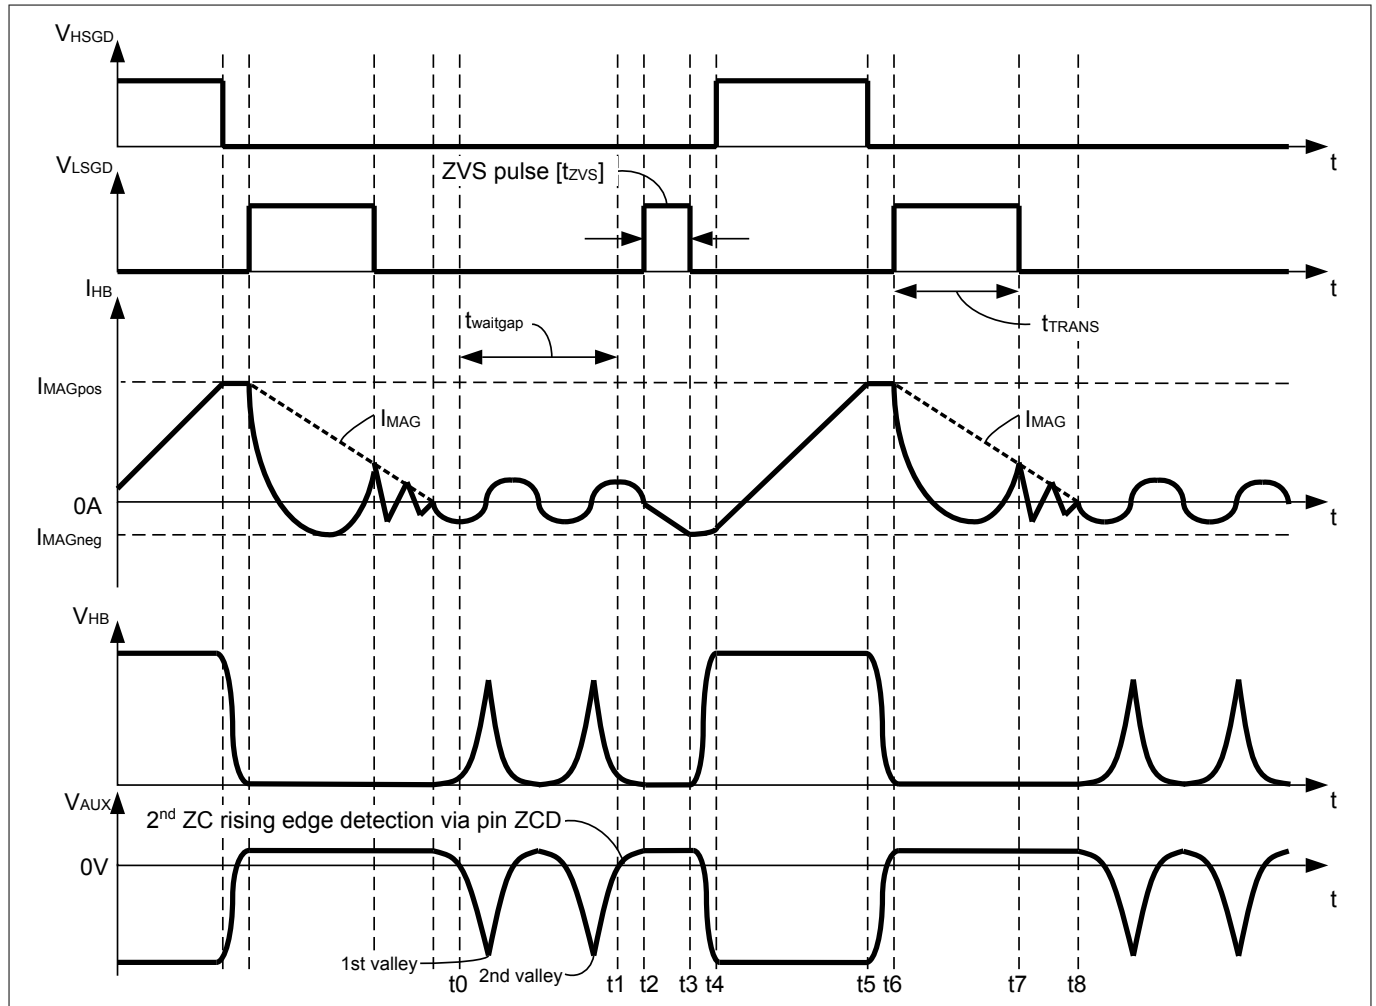 VHSGD
t
VLSGD
ZVS pulse [tZVS]
t
IHB
twaitgap
tTRANS
IMAGpos
IMAG
IMAG
0A
t
IMAGneg
VHB
t
VAUX
2nd ZC rising edge detection via pin ZCD
0V
t
1st valley
2nd valley
t0 t1 t2 t3 t4 t5 t6 t7 t8